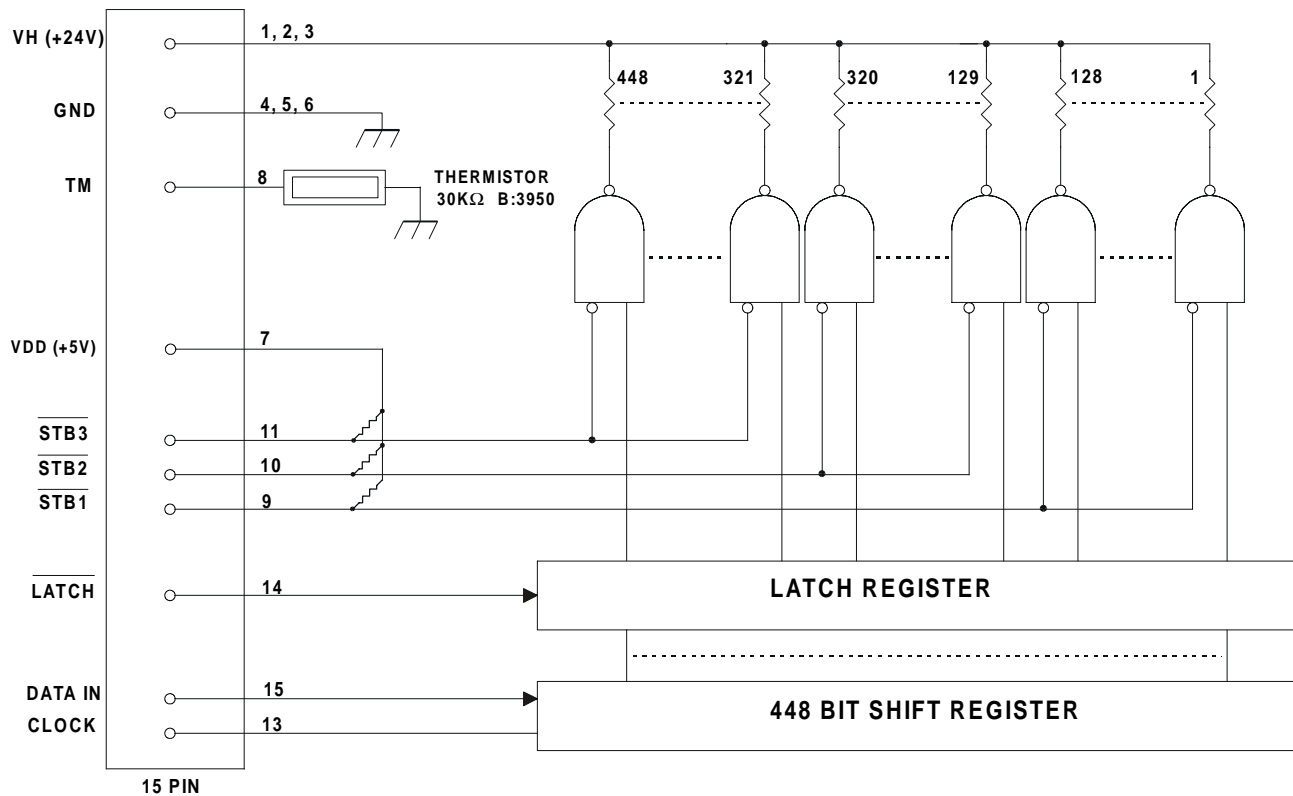 VH (+24V)
1, 2, 3
448
321
320
129
128
1
GND
4, 5, 6
TM
8
THERMISTOR
30KΩ B:3950
VDD (+5V)
7
STB3
11
STB2
10
STB1
9
LATCH
14
LATCH REGISTER
DATA IN
15
CLOCK
13
448 BIT SHIFT REGISTER
15 PIN